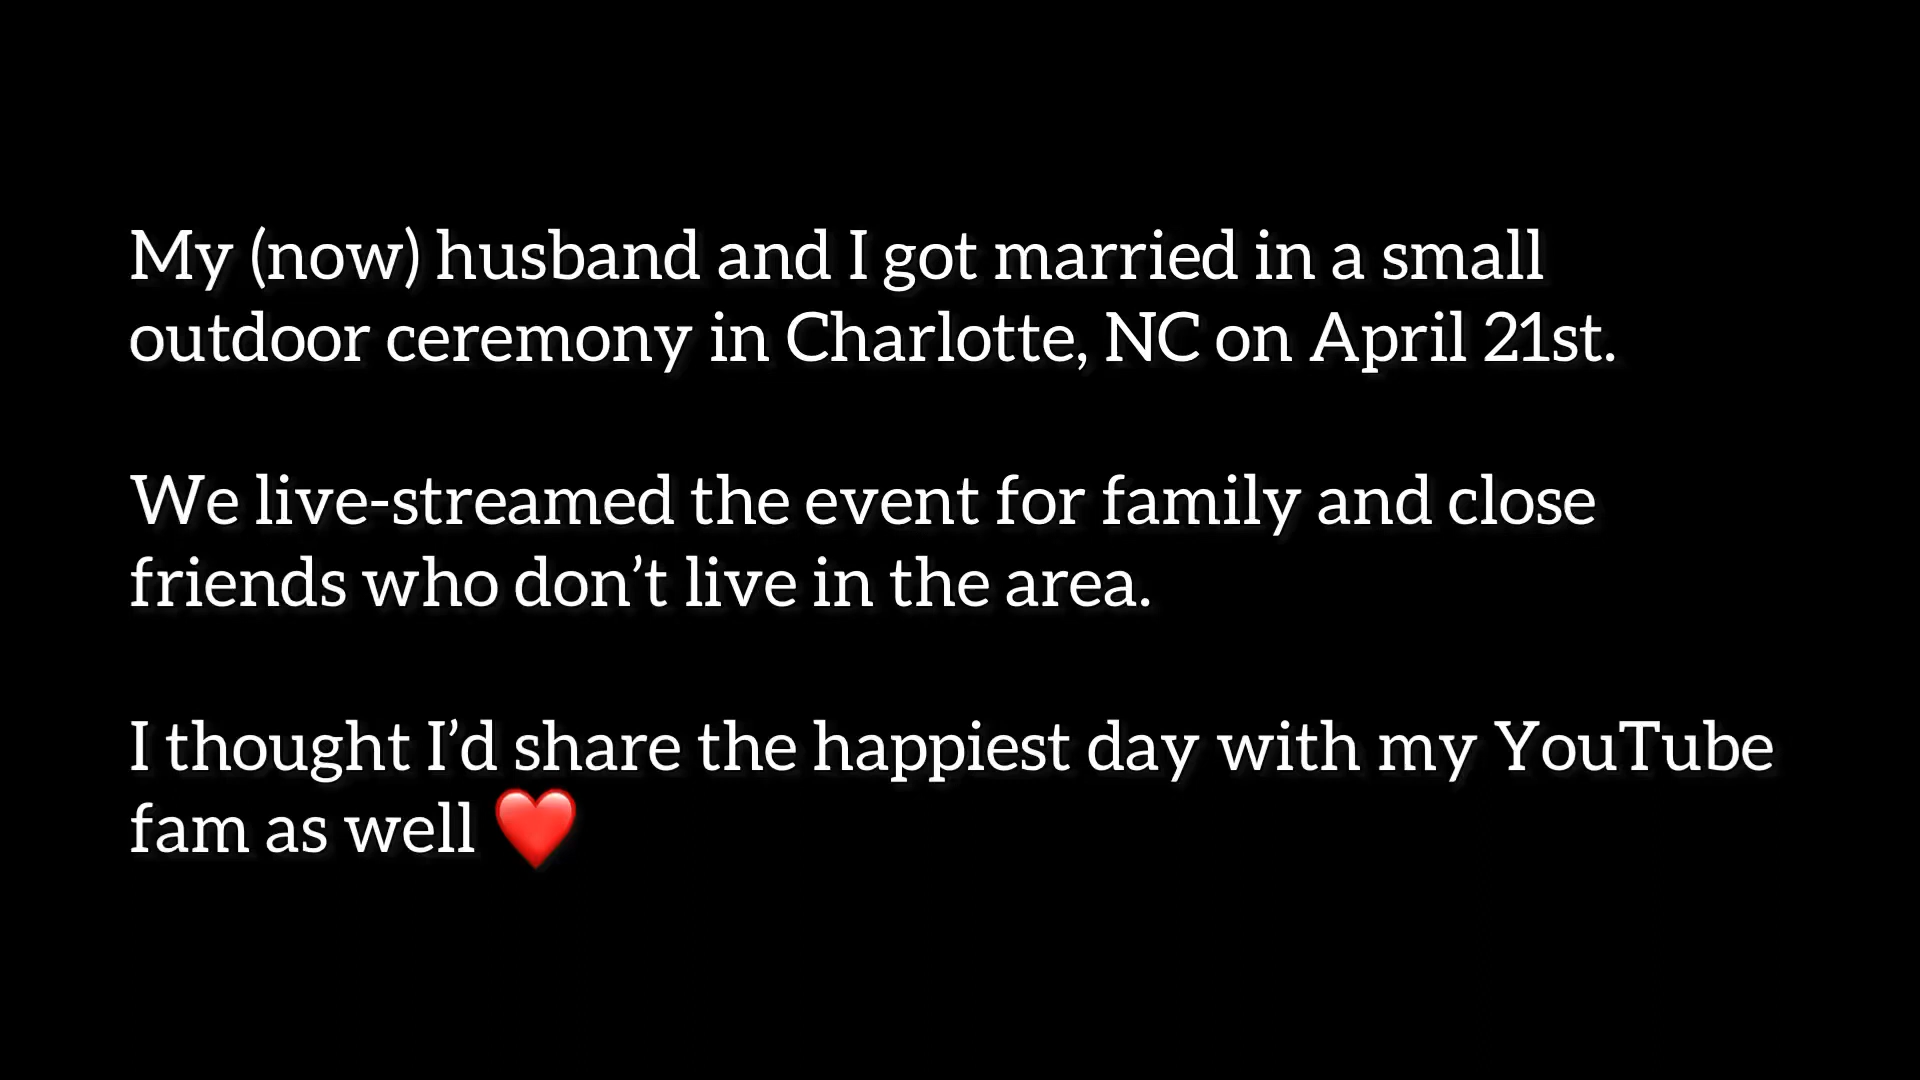 My (now) husband and I got married in a small
outdoor ceremony in Charlotte, NC on April 21st.
We live-streamed the event for family and close
friends who don’t live in the area.
I thought I’d share the happiest day with my YouTube
fam as well ❤️